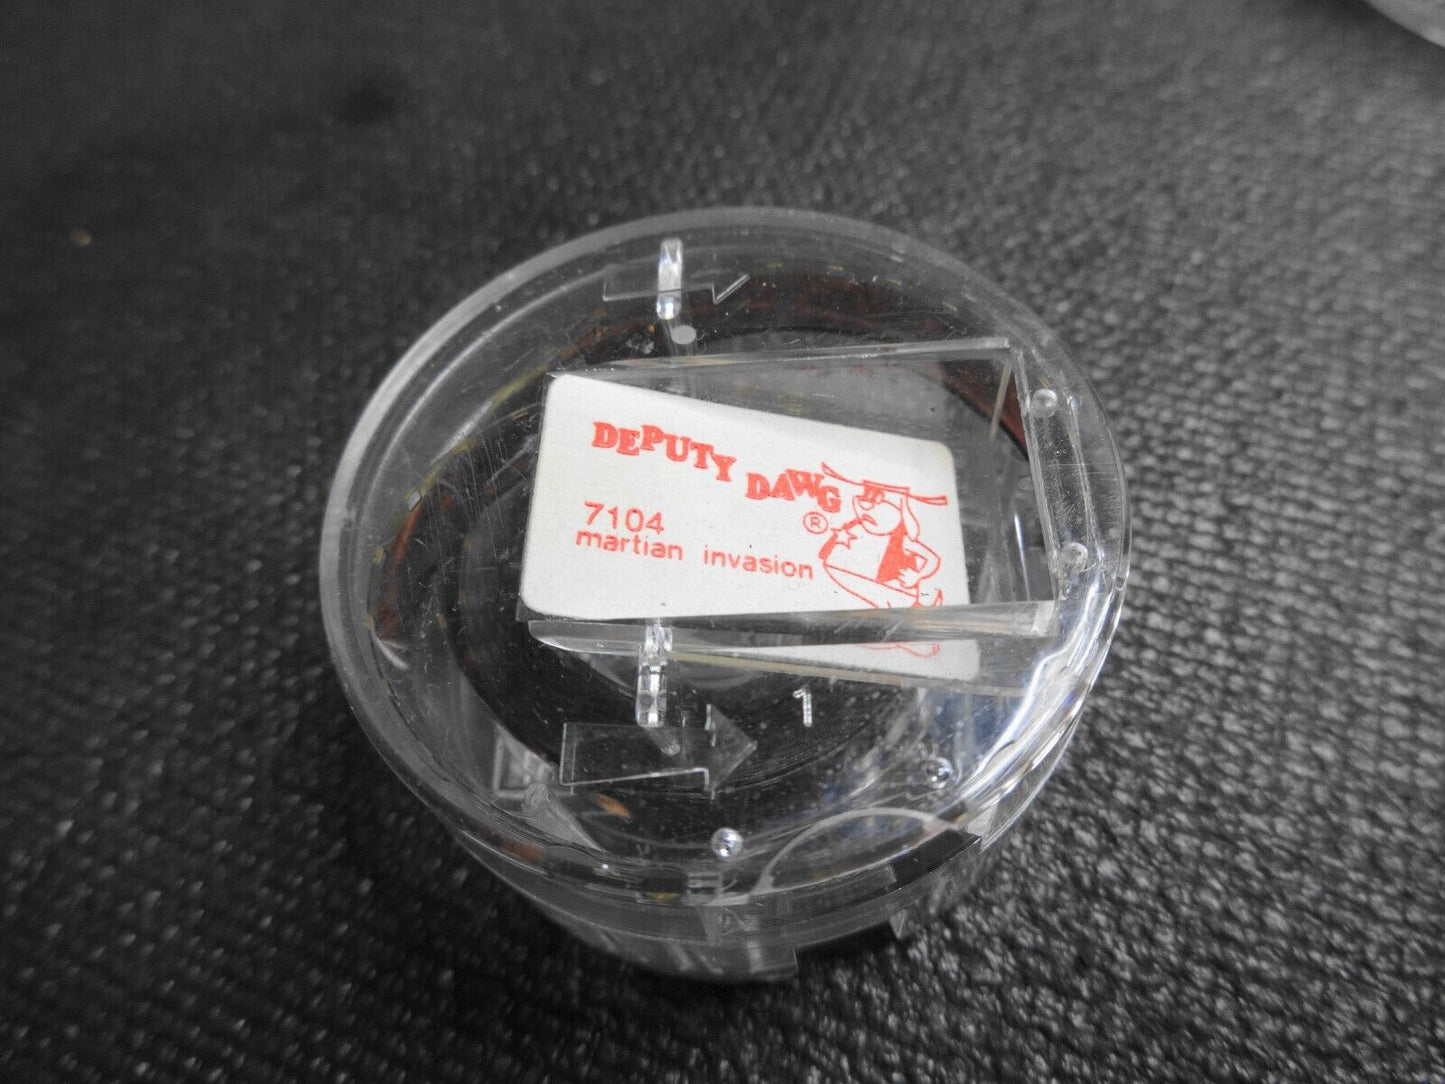 DEPUTY DAWG
®
7104
martian invasion
1